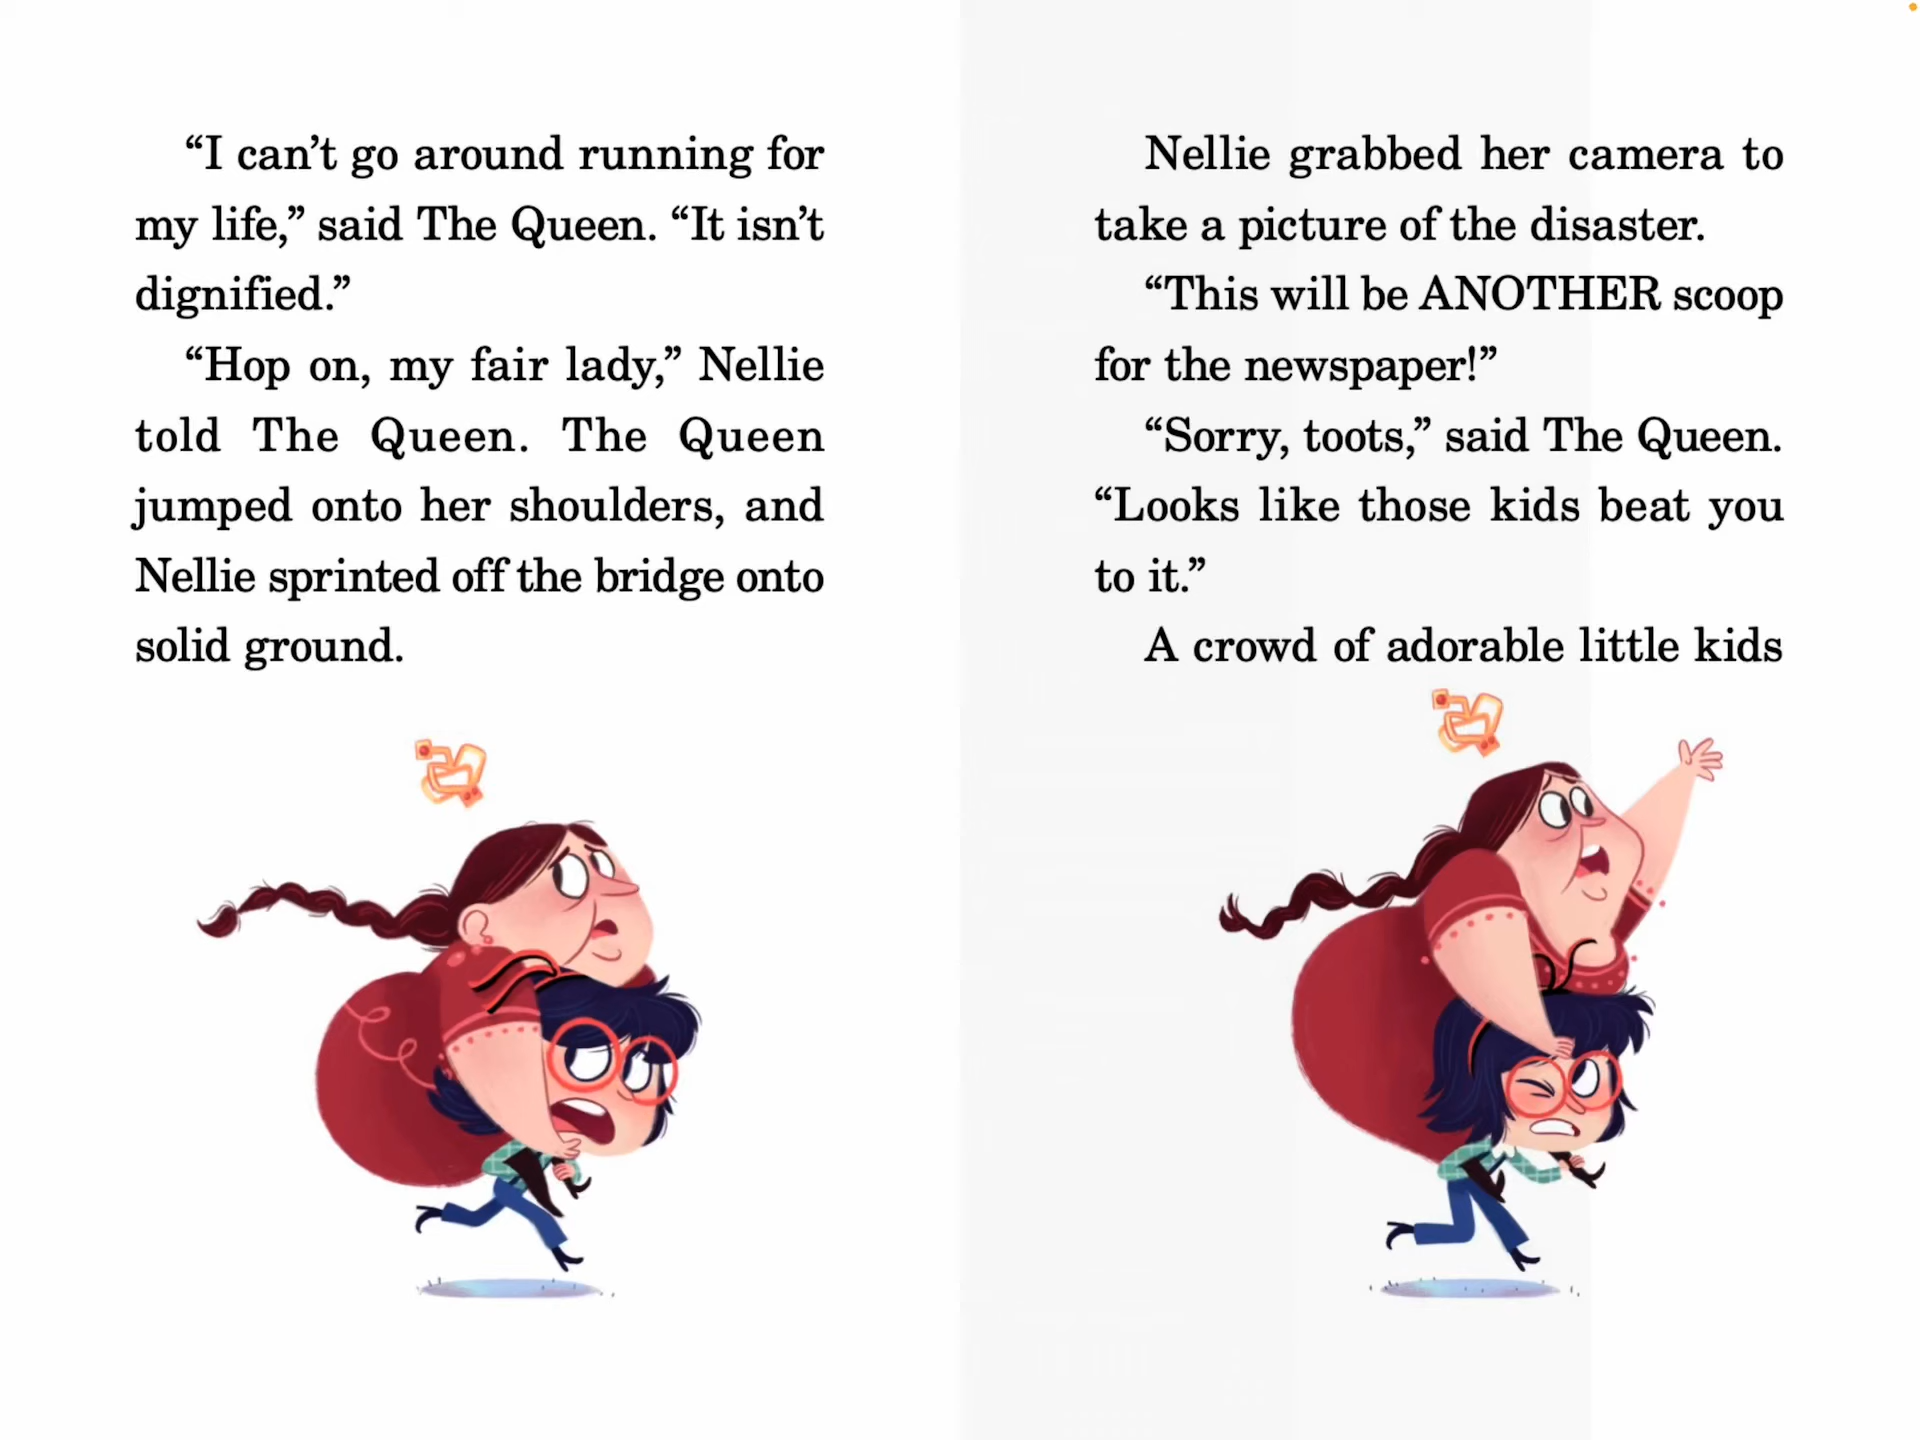 “I can’t go around running for
my life,” said The Queen. “It isn’t
dignified.”
“Hop on, my fair lady,” Nellie
told The Queen. The Queen
jumped onto her shoulders, and
Nellie sprinted off the bridge onto
solid ground.
Nellie grabbed her camera to
take a picture of the disaster.
“This will be ANOTHER scoop
for the newspaper!”
“Sorry, toots,” said The Queen.
“Looks like those kids beat you
to it.”
A crowd of adorable little kids